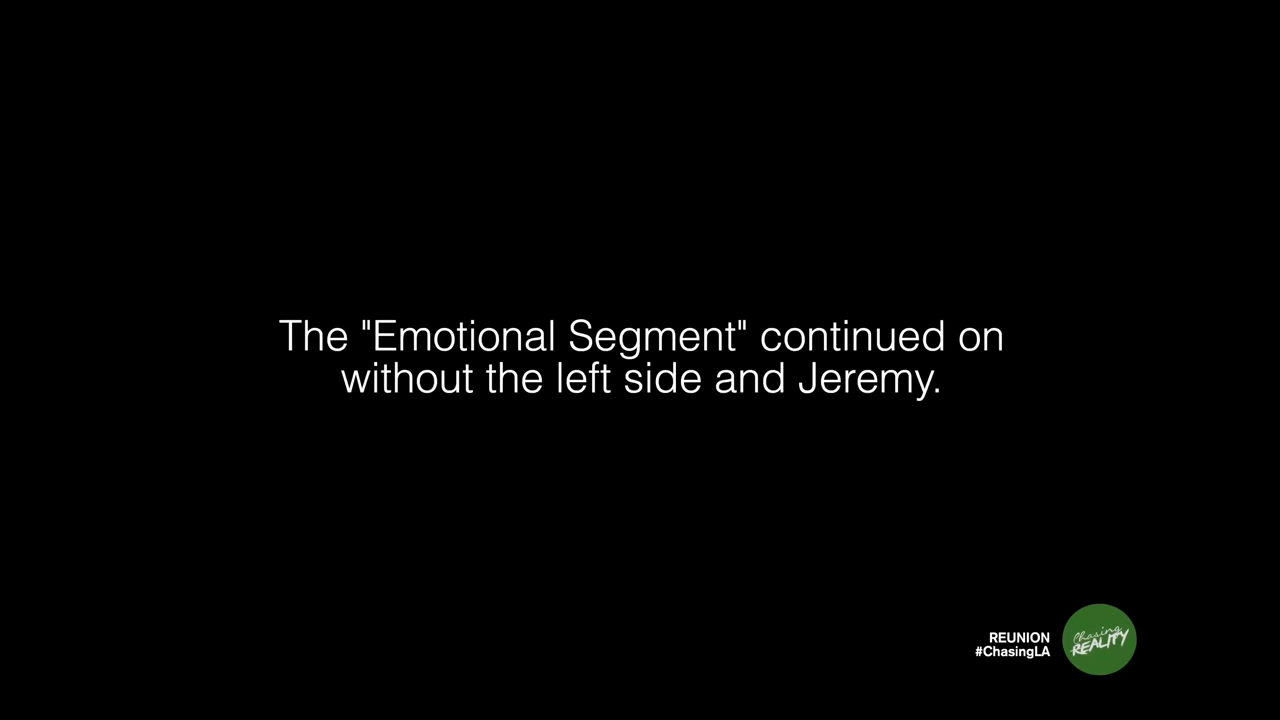 The "Emotional Segment" continued on
without the left side and Jeremy.
REUNION
#ChasingLA
Chasing
REALITY